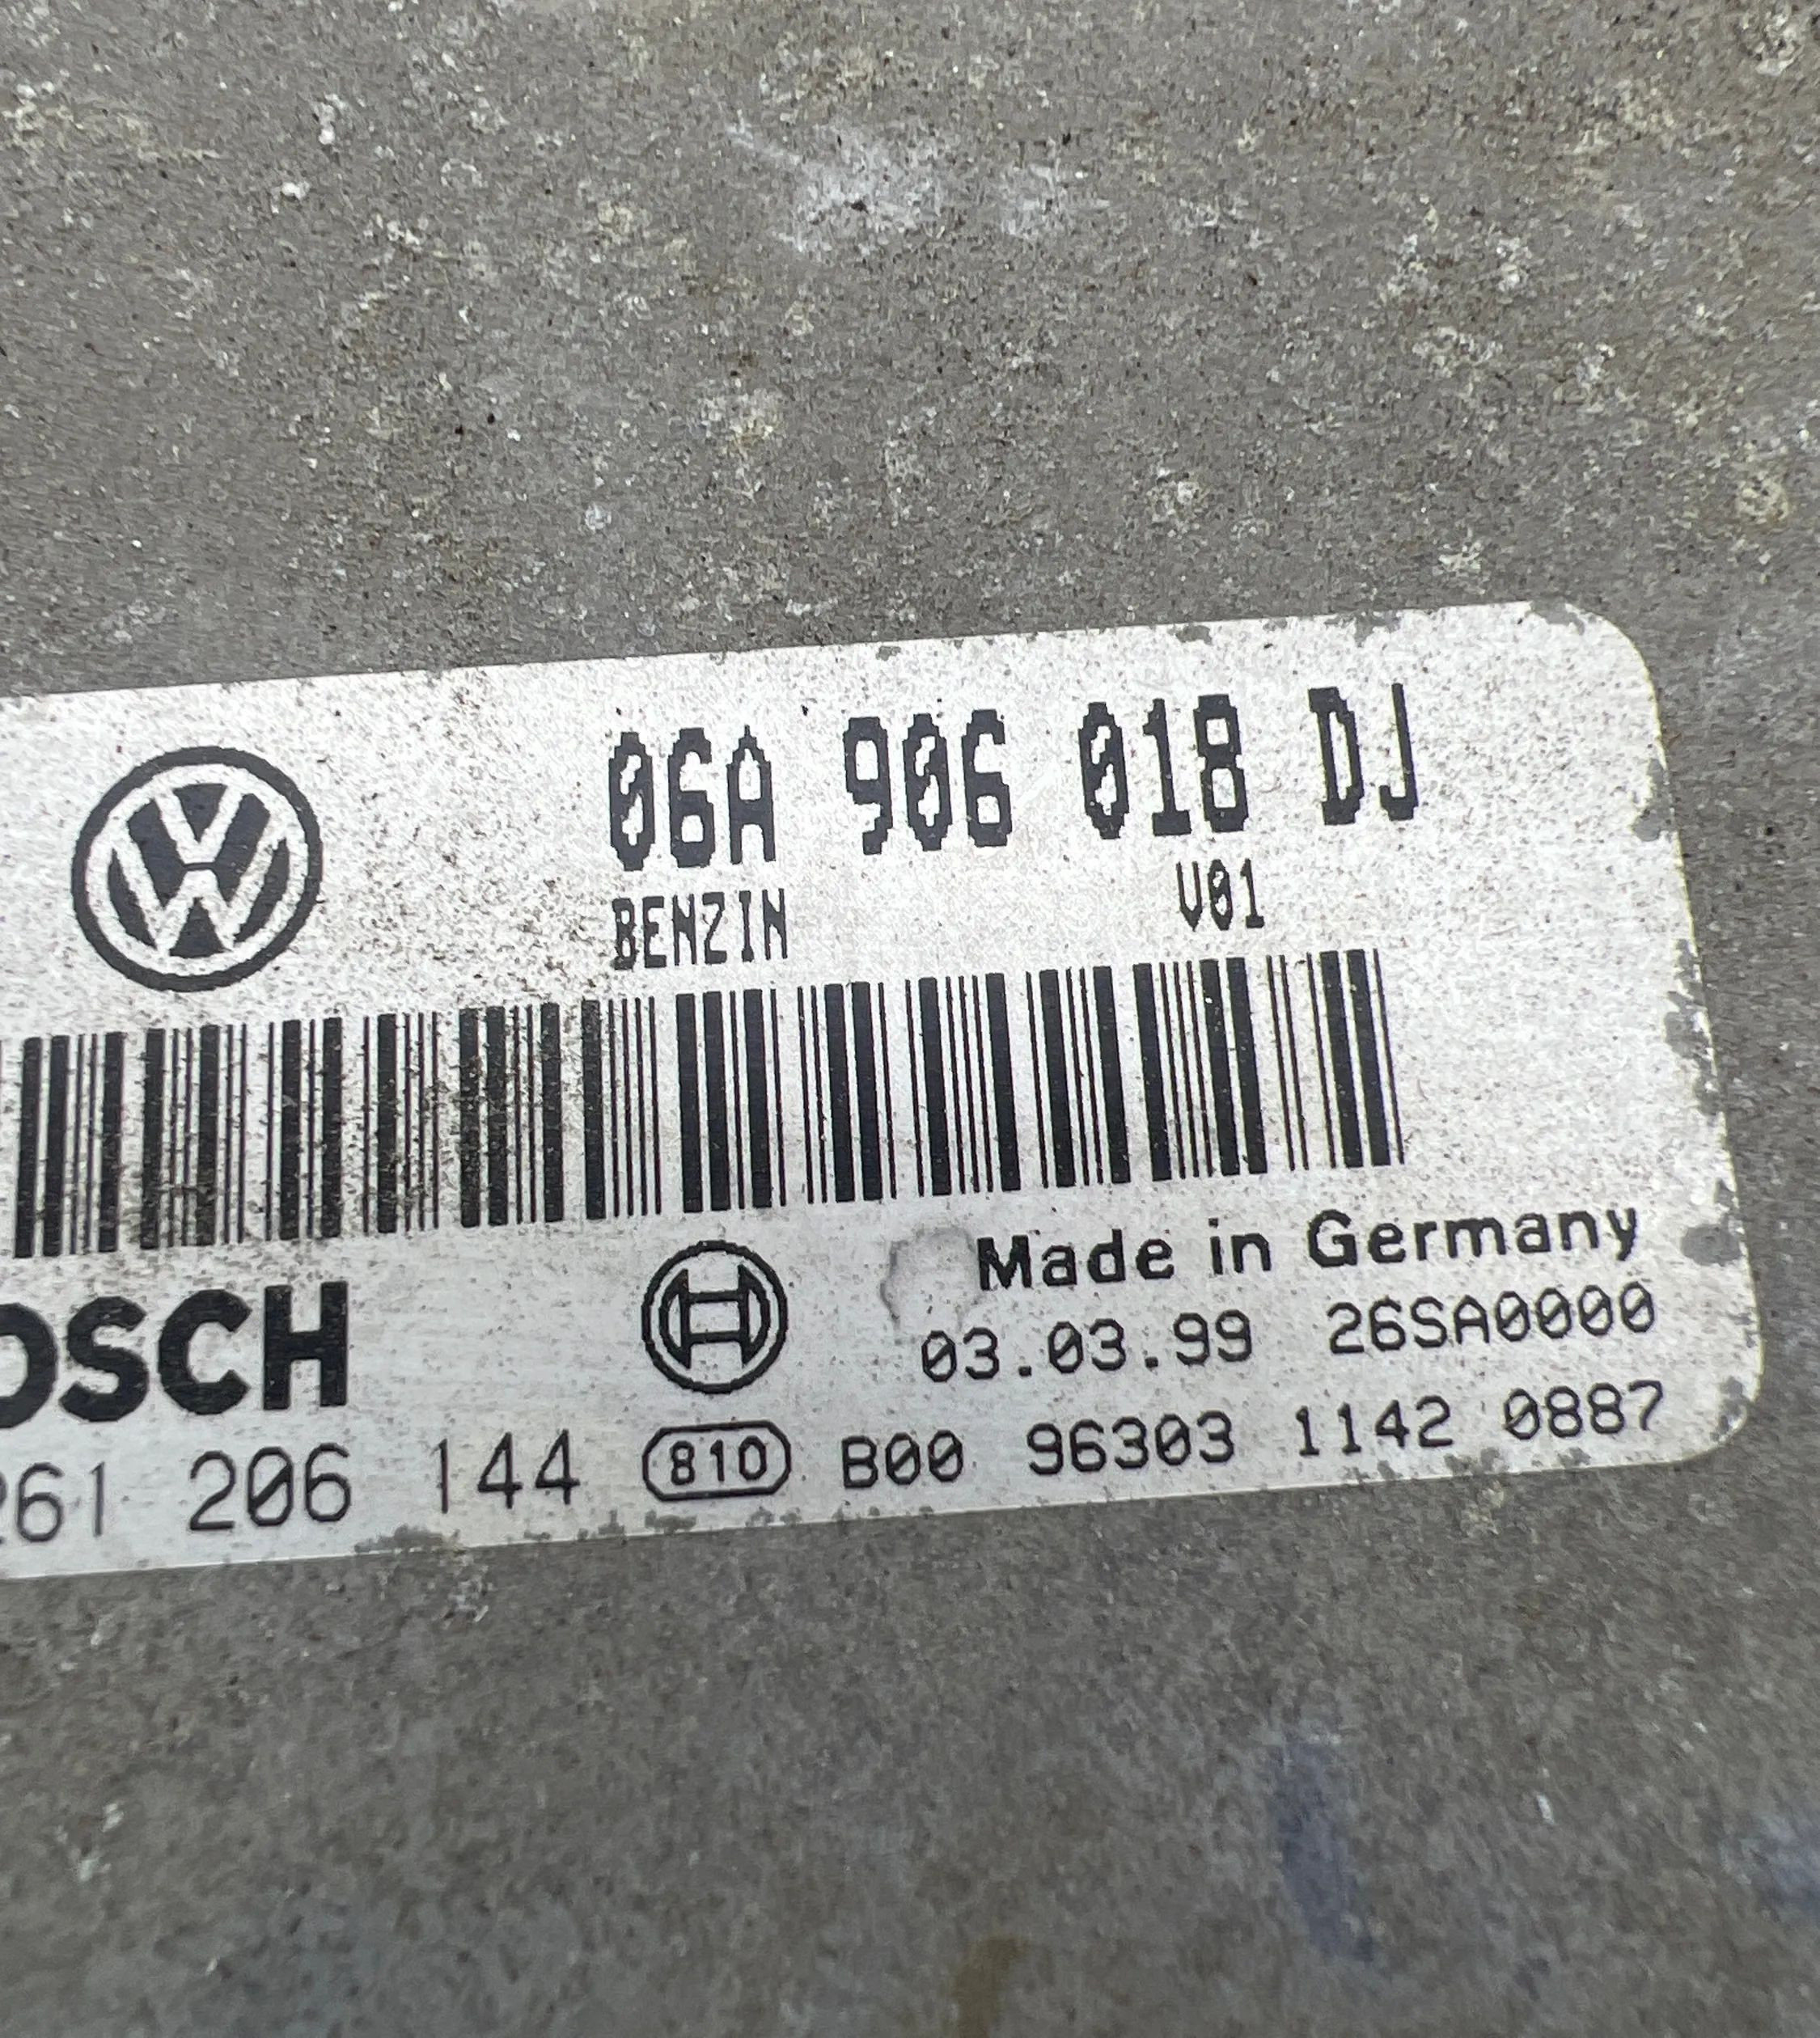 06A 906 018 DJ
BENZIN V01
Made in Germany
OSCH 03.03.99 26SA0000
261 206 144 810 B00 96303 1142 0887